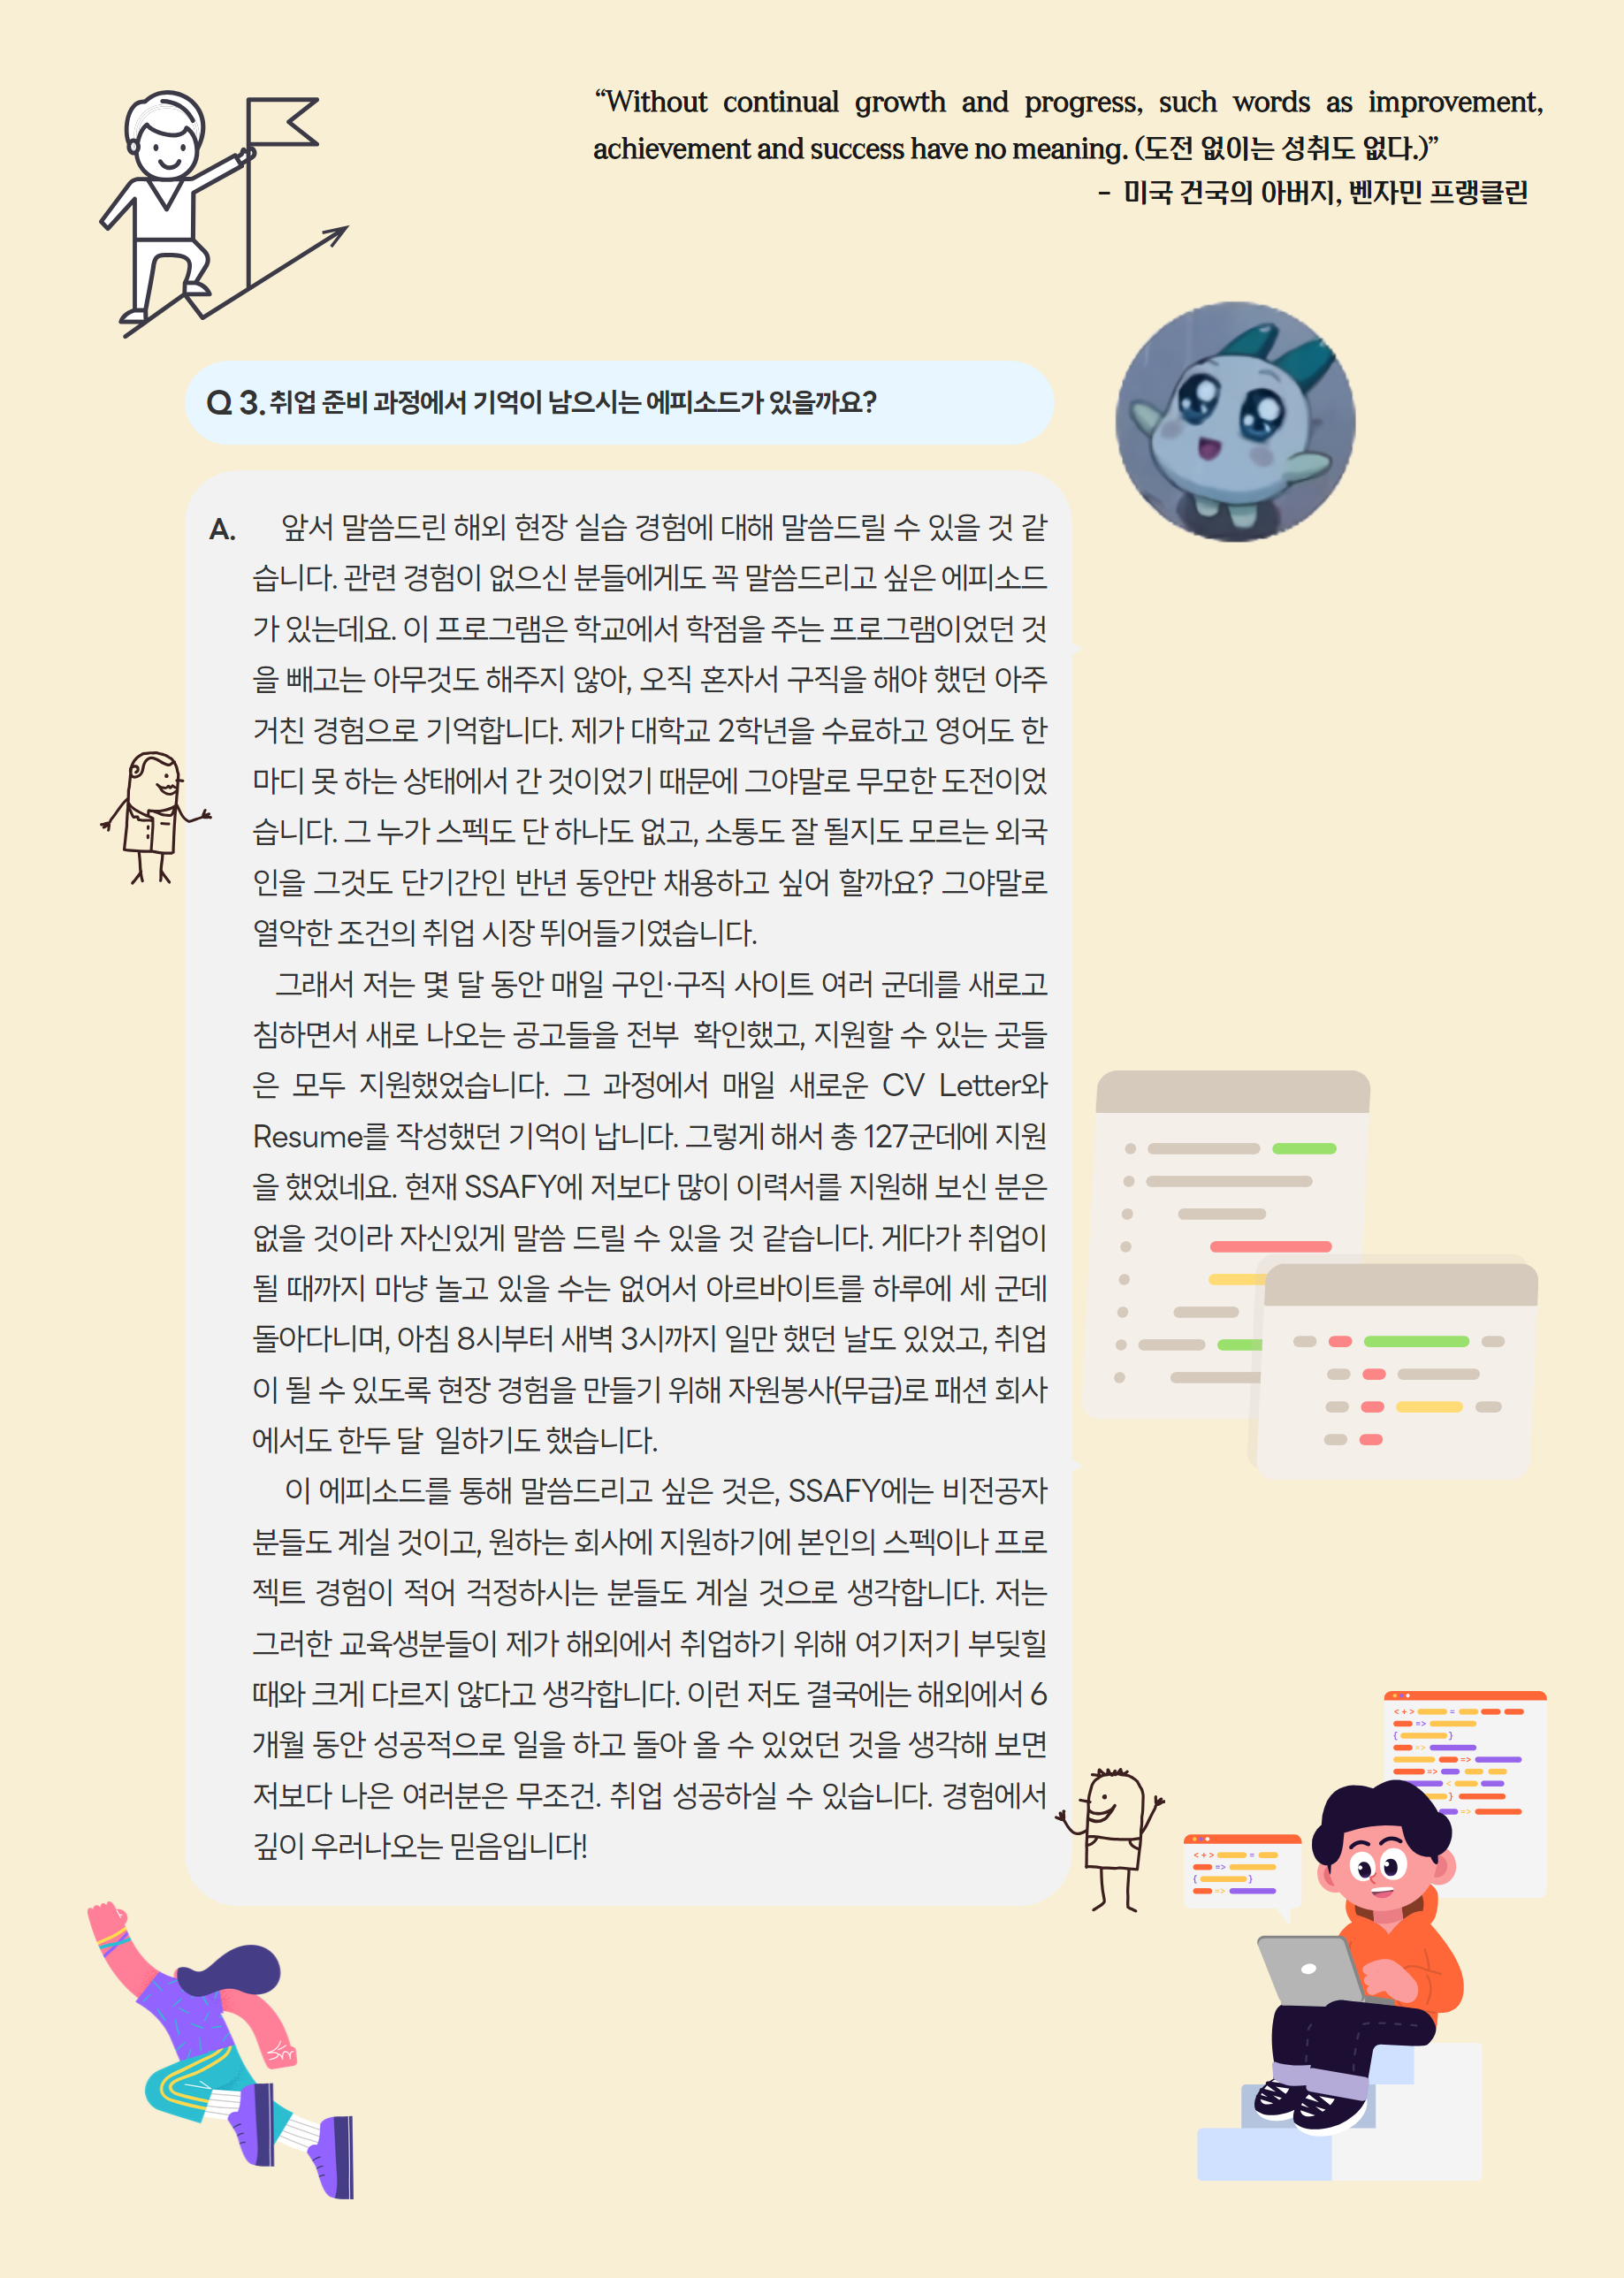 “Without continual growth and progress, such words as improvement,
achievement and success have no meaning. (도전 없이는 성취도 없다.)”
- 미국 건국의 아버지, 벤자민 프랭클린
Q 3. 취업 준비 과정에서 기억이 남으시는 에피소드가 있을까요?
A. 앞서 말씀드린 해외 현장 실습 경험에 대해 말씀드릴 수 있을 것 같
습니다. 관련 경험이 없으신 분들에게도 꼭 말씀드리고 싶은 에피소드
가 있는데요. 이 프로그램은 학교에서 학점을 주는 프로그램이었던 것
을 빼고는 아무것도 해주지 않아, 오직 혼자서 구직을 해야 했던 아주
거친 경험으로 기억합니다. 제가 대학교 2학년을 수료하고 영어도 한
마디 못 하는 상태에서 간 것이었기 때문에 그야말로 무모한 도전이었
습니다. 그 누가 스펙도 단 하나도 없고, 소통도 잘 될지도 모르는 외국
인을 그것도 단기간인 반년 동안만 채용하고 싶어 할까요? 그야말로
열악한 조건의 취업 시장 뛰어들기였습니다.
그래서 저는 몇 달 동안 매일 구인·구직 사이트 여러 군데를 새로고
침하면서 새로 나오는 공고들을 전부 확인했고, 지원할 수 있는 곳들
은 모두 지원했었습니다. 그 과정에서 매일 새로운 CV Letter와
Resume를 작성했던 기억이 납니다. 그렇게 해서 총 127군데에 지원
을 했었네요. 현재 SSAFY에 저보다 많이 이력서를 지원해 보신 분은
없을 것이라 자신있게 말씀 드릴 수 있을 것 같습니다. 게다가 취업이
될 때까지 마냥 놀고 있을 수는 없어서 아르바이트를 하루에 세 군데
돌아다니며, 아침 8시부터 새벽 3시까지 일만 했던 날도 있었고, 취업
이 될 수 있도록 현장 경험을 만들기 위해 자원봉사(무급)로 패션 회사
에서도 한두 달 일하기도 했습니다.
이 에피소드를 통해 말씀드리고 싶은 것은, SSAFY에는 비전공자
분들도 계실 것이고, 원하는 회사에 지원하기에 본인의 스펙이나 프로
젝트 경험이 적어 걱정하시는 분들도 계실 것으로 생각합니다. 저는
그러한 교육생분들이 제가 해외에서 취업하기 위해 여기저기 부딪힐
때와 크게 다르지 않다고 생각합니다. 이런 저도 결국에는 해외에서 6
개월 동안 성공적으로 일을 하고 돌아 올 수 있었던 것을 생각해 보면
저보다 나은 여러분은 무조건. 취업 성공하실 수 있습니다. 경험에서
깊이 우러나오는 믿음입니다!